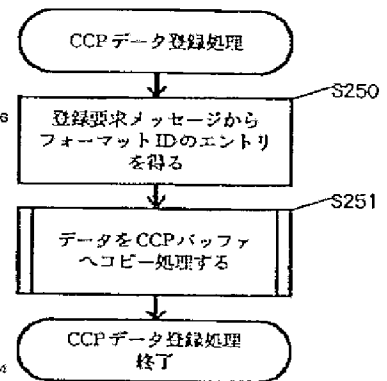 CCPデータ登録処理
S250
登録要求メッセージから
フォーマットIDのエントリ
を得る
S251
データをCCPバッファ
へコピー処理する
CCPデータ登録処理
終了